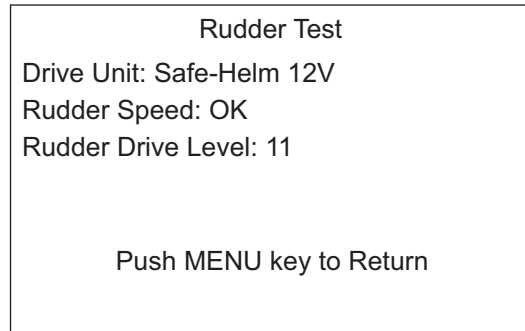 Rudder Test
Drive Unit: Safe-Helm 12V
Rudder Speed: OK
Rudder Drive Level: 11
Push MENU key to Return